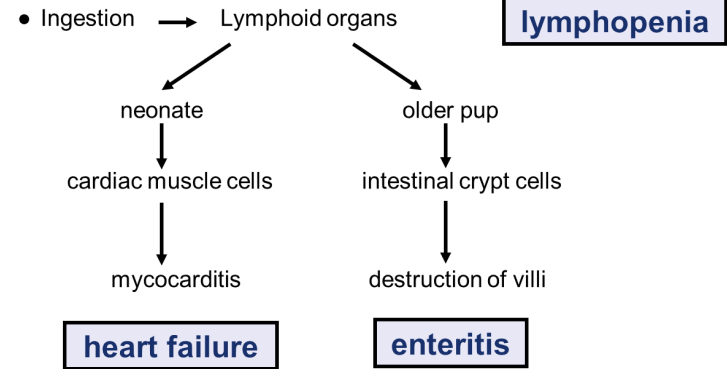 ● Ingestion → Lymphoid organs
lymphopenia
neonate older pup
cardiac muscle cells intestinal crypt cells
mycocarditis destruction of villi
heart failure enteritis